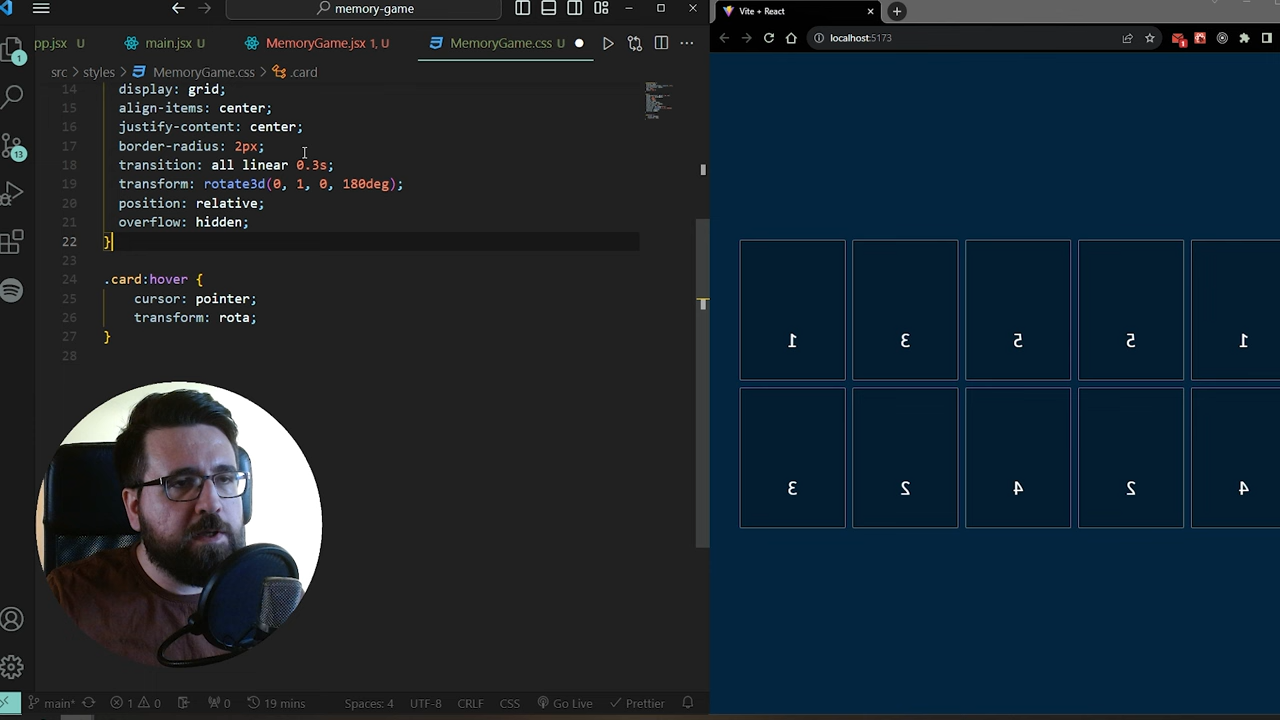 memory-game
Vite + React
pp.jsx U
main.jsx U
MemoryGame.jsx 1, U
MemoryGame.css U
localhost:5173
src > styles > MemoryGame.css > .card
14 display: grid;
15 align-items: center;
16 justify-content: center;
17 border-radius: 2px;
18 transition: all linear 0.3s;
19 transform: rotate3d(0, 1, 0, 180deg);
20 position: relative;
21 overflow: hidden;
22 }
23
24 .card:hover {
25 cursor: pointer;
26 transform: rota;
27 }
28
1 3 5 5 1
3 2 4 2 4
1
13
1
main* 1 0 0 19 mins Spaces: 4 UTF-8 CRLF CSS Go Live Prettier